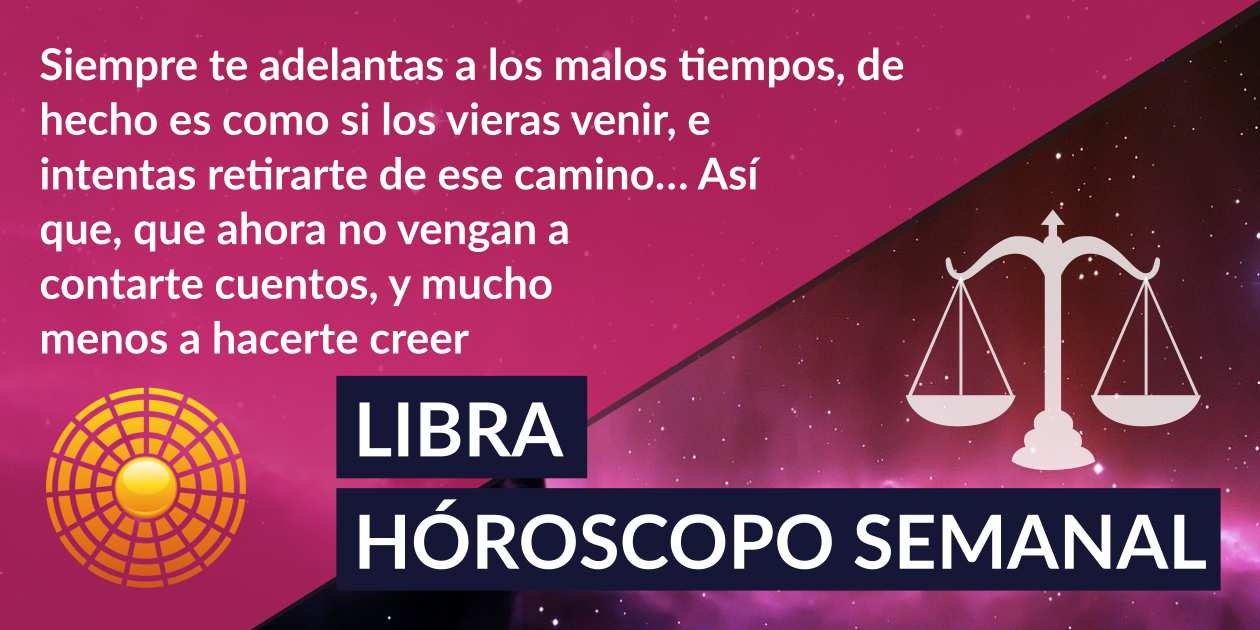 Siempre te adelantas a los malos tiempos, de
hecho es como si los vieras venir, e
intentas retirarte de ese camino... Así
que, que ahora no vengan a
contarte cuentos, y mucho
menos a hacerte creer
LIBRA
HÓROSCOPO SEMANAL